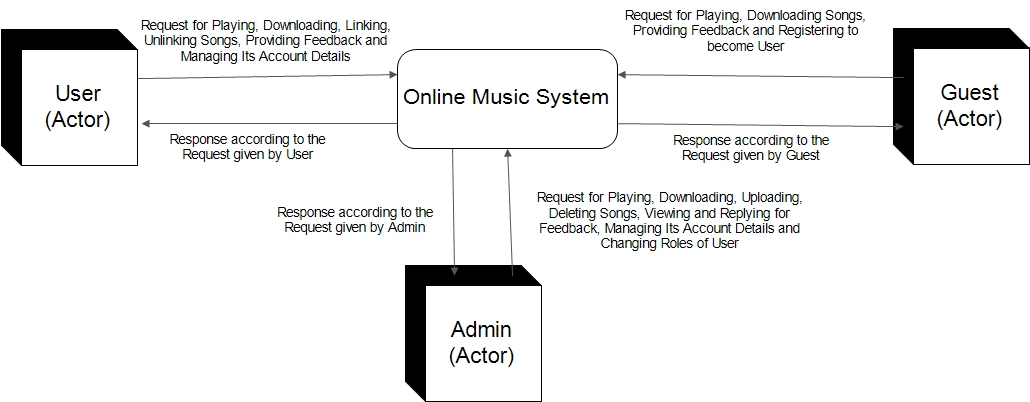 Request for Playing, Downloading, Linking,
Unlinking Songs, Providing Feedback and
Managing Its Account Details
Request for Playing, Downloading Songs,
Providing Feedback and Registering to
become User
User
(Actor)
Online Music System
Guest
(Actor)
Response according to the
Request given by User
Response according to the
Request given by Guest
Response according to the
Request given by Admin
Request for Playing, Downloading, Uploading,
Deleting Songs, Viewing and Replying for
Feedback, Managing Its Account Details and
Changing Roles of User
Admin
(Actor)